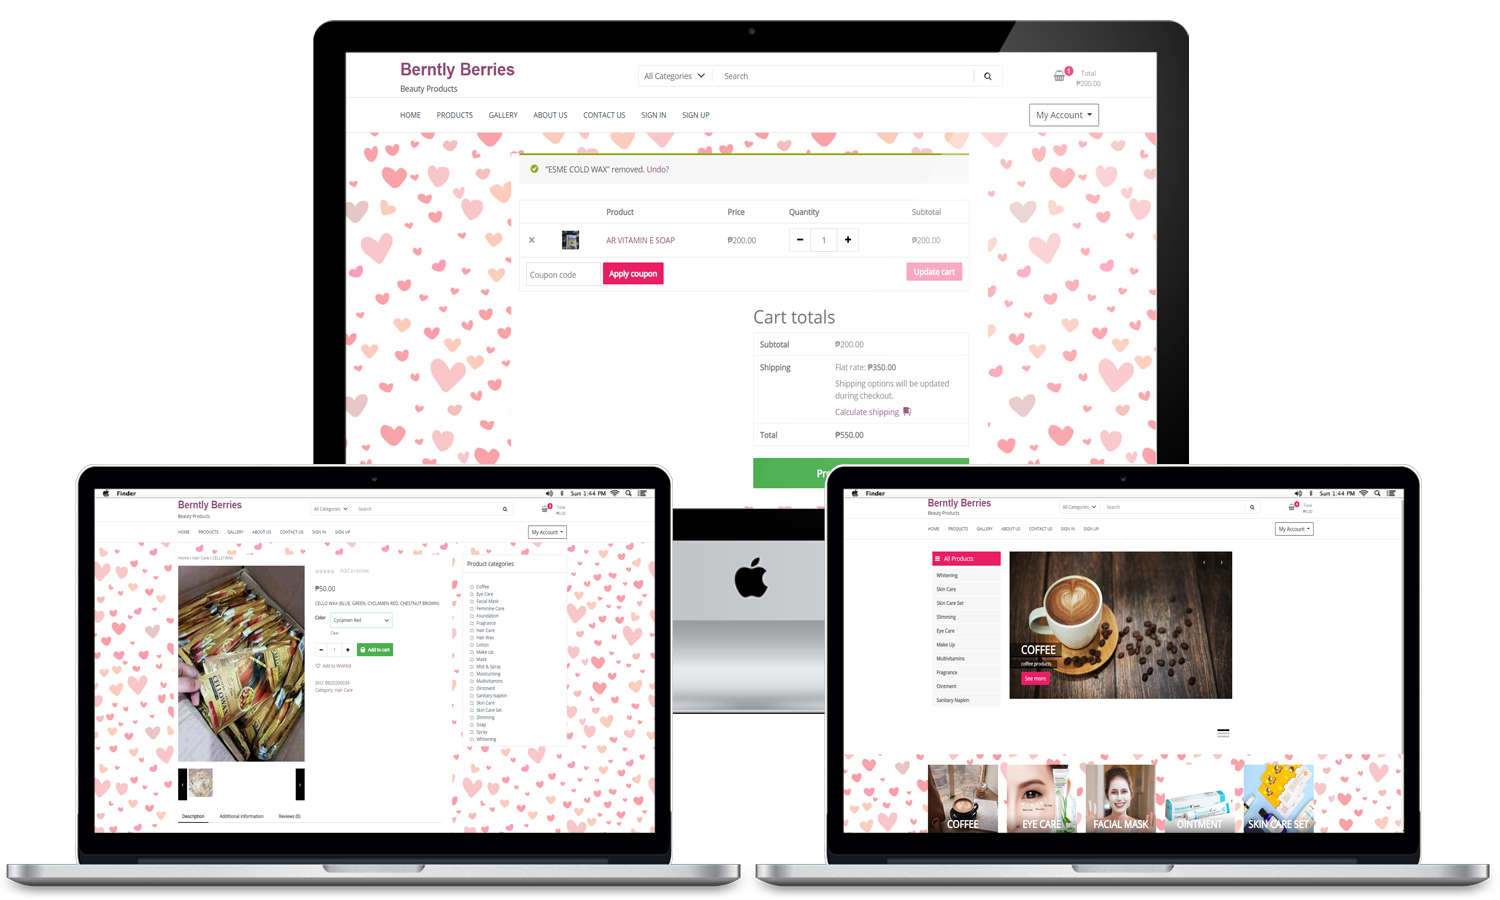 Berntly Berries
Beauty Products
All Categories
Search
1
Total
₱200.00
HOME PRODUCTS GALLERY ABOUT US CONTACT US SIGN IN SIGN UP
My Account
"ESME COLD WAX" removed. Undo?
Product Price Quantity Subtotal
× AR VITAMIN E SOAP ₱200.00 - 1 + ₱200.00
Coupon code Apply coupon Update cart
Cart totals
Subtotal ₱200.00
Shipping Flat rate: ₱350.00
Shipping options will be updated
during checkout.
Calculate shipping
Total ₱550.00
Pr
Finder Sun 1:44 PM
Berntly Berries
Beauty Products
All Categories Search
Total
₱0.00
HOME PRODUCTS GALLERY ABOUT US CONTACT US SIGN IN SIGN UP
My Account
Home › Hair Care › CELLO WAX
Add a review
₱50.00
CELLO WAX (BLUE, GREEN, CYCLAMEN RED, CHESTNUT BROWN)
Color Cyclamen Red
Clear
- 1 + Add to cart
Add to Wishlist
SKU: BB20200034
Category: Hair Care
Product categories
Coffee
Eye Care
Facial Mask
Feminine Care
Foundation
Fragrance
Hair Care
Hair Wax
Lotion
Make Up
Mask
Mist & Spray
Moisturising
Multivitamins
Ointment
Sanitary Napkin
Skin Care
Skin Care Set
Slimming
Soap
Spray
Whitening
Description Additional information Reviews (0)
Finder Sun 1:44 PM
Berntly Berries
Beauty Products
All Categories Search
Total
₱0.00
HOME PRODUCTS GALLERY ABOUT US CONTACT US SIGN IN SIGN UP
My Account
All Products
Whitening
Skin Care
Skin Care Set
Slimming
Eye Care
Make Up
Multivitamins
Fragrance
Ointment
Sanitary Napkin
COFFEE
coffee products
See more
COFFEE EYE CARE FACIAL MASK OINTMENT SKIN CARE SET